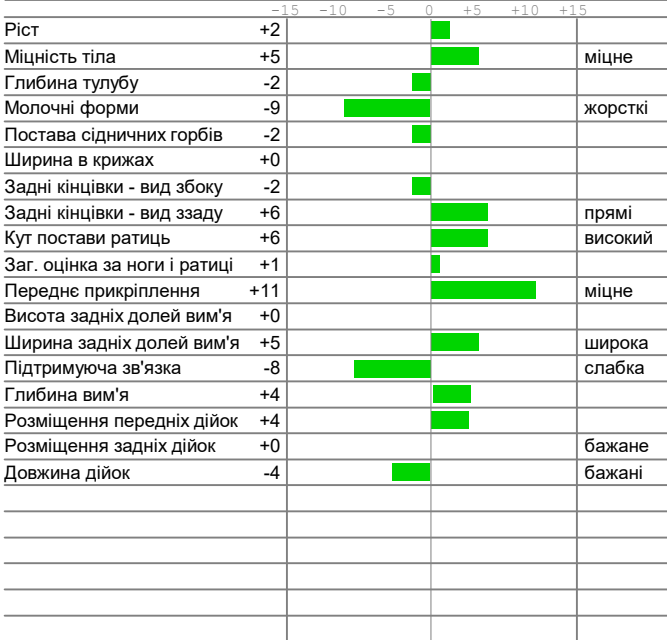 -15 -10 -5 0 +5 +10 +15
Ріст +2
Міцність тіла +5 міцне
Глибина тулубу -2
Молочні форми -9 жорсткі
Постава сідничних горбів -2
Ширина в крижах +0
Задні кінцівки - вид збоку -2
Задні кінцівки - вид ззаду +6 прямі
Кут постави ратиць +6 високий
Заг. оцінка за ноги і ратиці +1
Переднє прикріплення +11 міцне
Висота задніх долей вим'я +0
Ширина задніх долей вим'я +5 широка
Підтримуюча зв'язка -8 слабка
Глибина вим'я +4
Розміщення передніх дійок +4
Розміщення задніх дійок +0 бажане
Довжина дійок -4 бажані